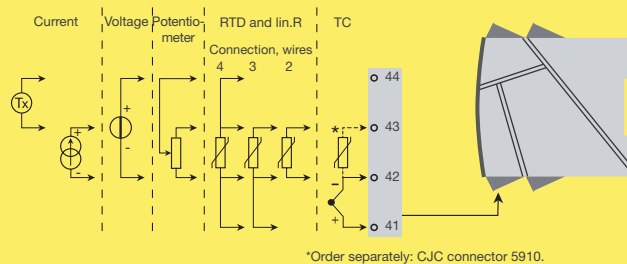 Current
Voltage
Potentio-
meter
RTD and lin.R
Connection, wires
4 3 2
TC
44
Tx
+
-
+
-
*
43
42
–
+
41
*Order separately: CJC connector 5910.